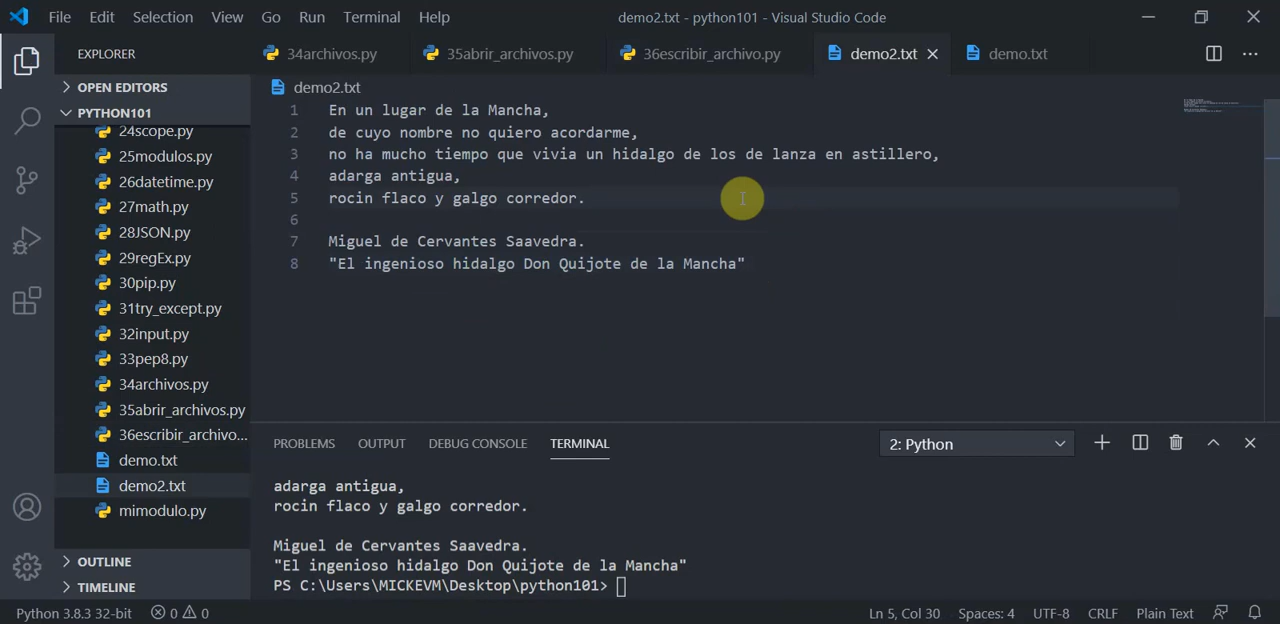 File Edit Selection View Go Run Terminal Help demo2.txt - python101 - Visual Studio Code
EXPLORER
OPEN EDITORS
PYTHON101
24scope.py
25modulos.py
26datetime.py
27math.py
28JSON.py
29regEx.py
30pip.py
31try_except.py
32input.py
33pep8.py
34archivos.py
35abrir_archivos.py
36escribir_archivo...
demo.txt
demo2.txt
mimodulo.py
OUTLINE
TIMELINE
34archivos.py 35abrir_archivos.py 36escribir_archivo.py demo2.txt demo.txt
demo2.txt
1 En un lugar de la Mancha,
2 de cuyo nombre no quiero acordarme,
3 no ha mucho tiempo que vivia un hidalgo de los de lanza en astillero,
4 adarga antigua,
5 rocin flaco y galgo corredor.
6
7 Miguel de Cervantes Saavedra.
8 "El ingenioso hidalgo Don Quijote de la Mancha"
PROBLEMS OUTPUT DEBUG CONSOLE TERMINAL 2: Python
adarga antigua,
rocin flaco y galgo corredor.
Miguel de Cervantes Saavedra.
"El ingenioso hidalgo Don Quijote de la Mancha"
PS C:\Users\MICKEVM\Desktop\python101>
Python 3.8.3 32-bit 0 0 Ln 5, Col 30 Spaces: 4 UTF-8 CRLF Plain Text